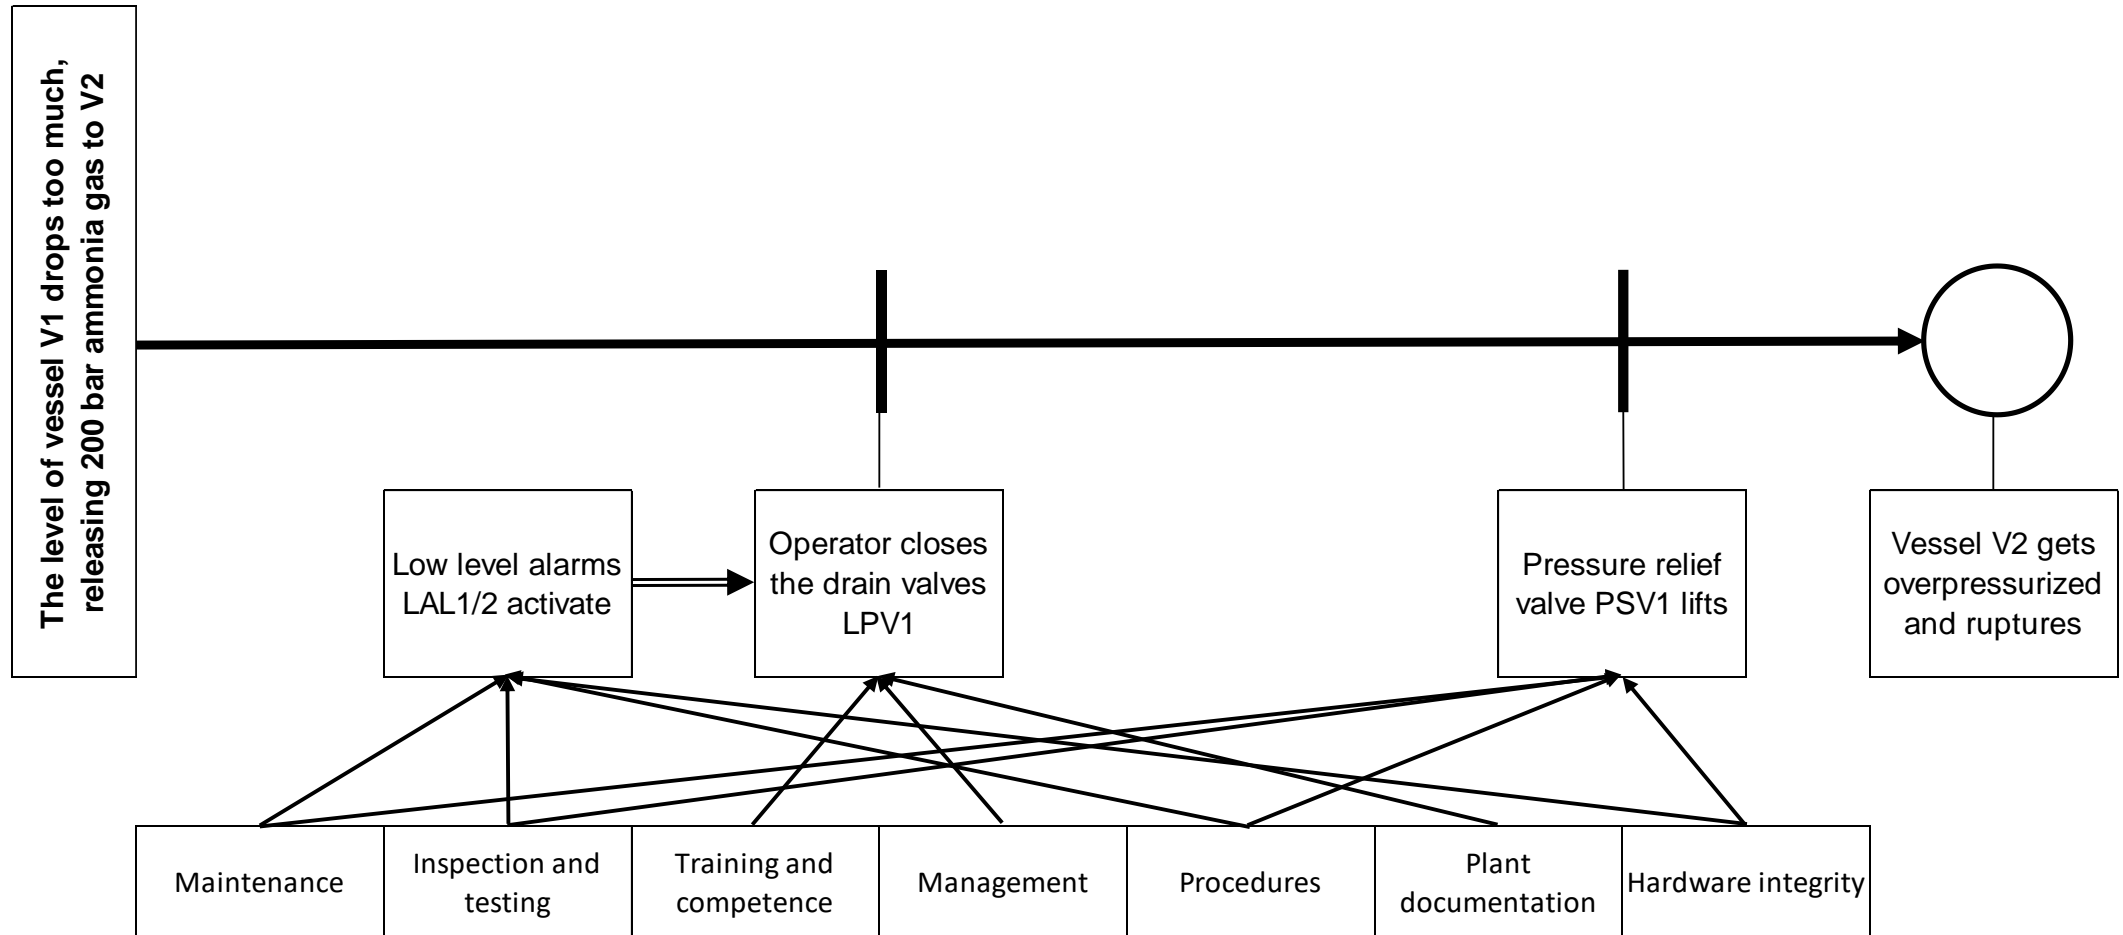 The level of vessel V1 drops too much,
releasing 200 bar ammonia gas to V2
Low level alarms
LAL1/2 activate
Operator closes
the drain valves
LPV1
Pressure relief
valve PSV1 lifts
Vessel V2 gets
overpressurized
and ruptures
Maintenance
Inspection and
testing
Training and
competence
Management
Procedures
Plant
documentation
Hardware integrity